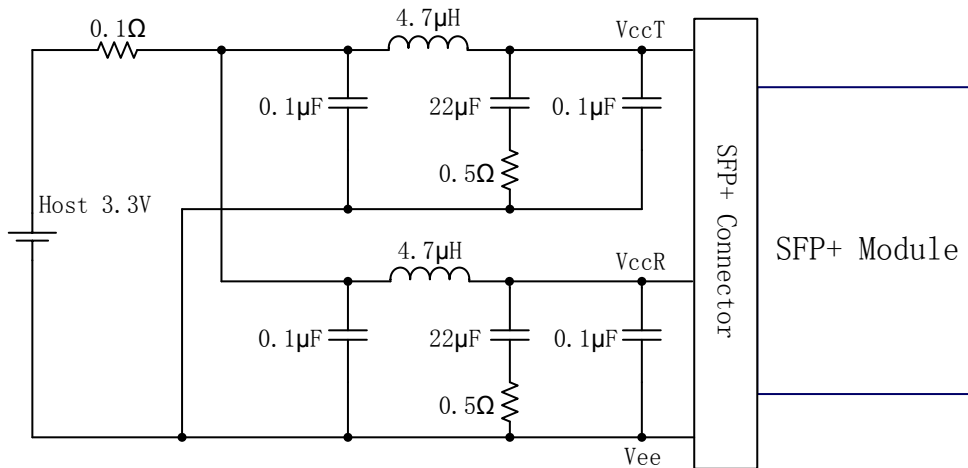 0.1Ω
4.7μH
VccT
0.1μF
22μF
0.1μF
0.5Ω
Host 3.3V
4.7μH
VccR
0.1μF
22μF
0.1μF
0.5Ω
Vee
SFP+ Connector
SFP+ Module